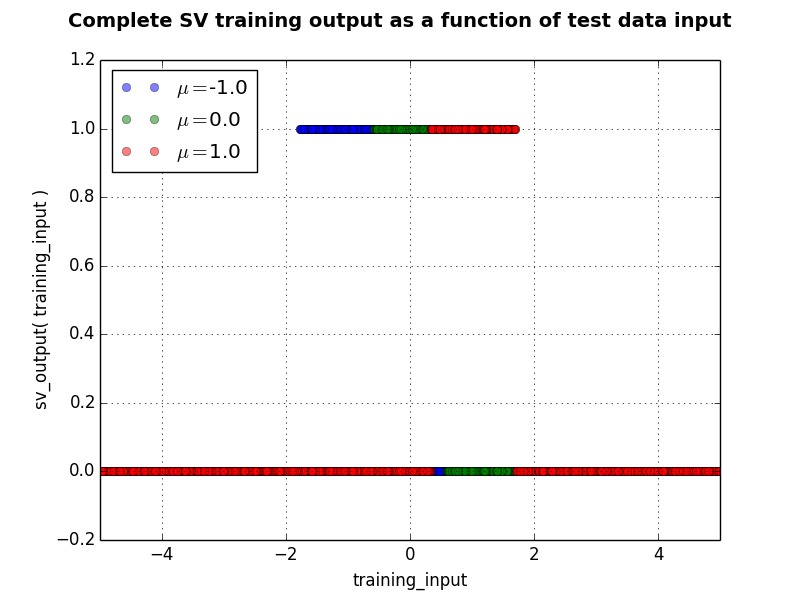 Complete SV training output as a function of test data input
1.2
1.0
0.8
0.6
0.4
0.2
0.0
−0.2
μ=-1.0
μ=0.0
μ=1.0
sv_output( training_input )
−4
−2
0
2
4
training_input